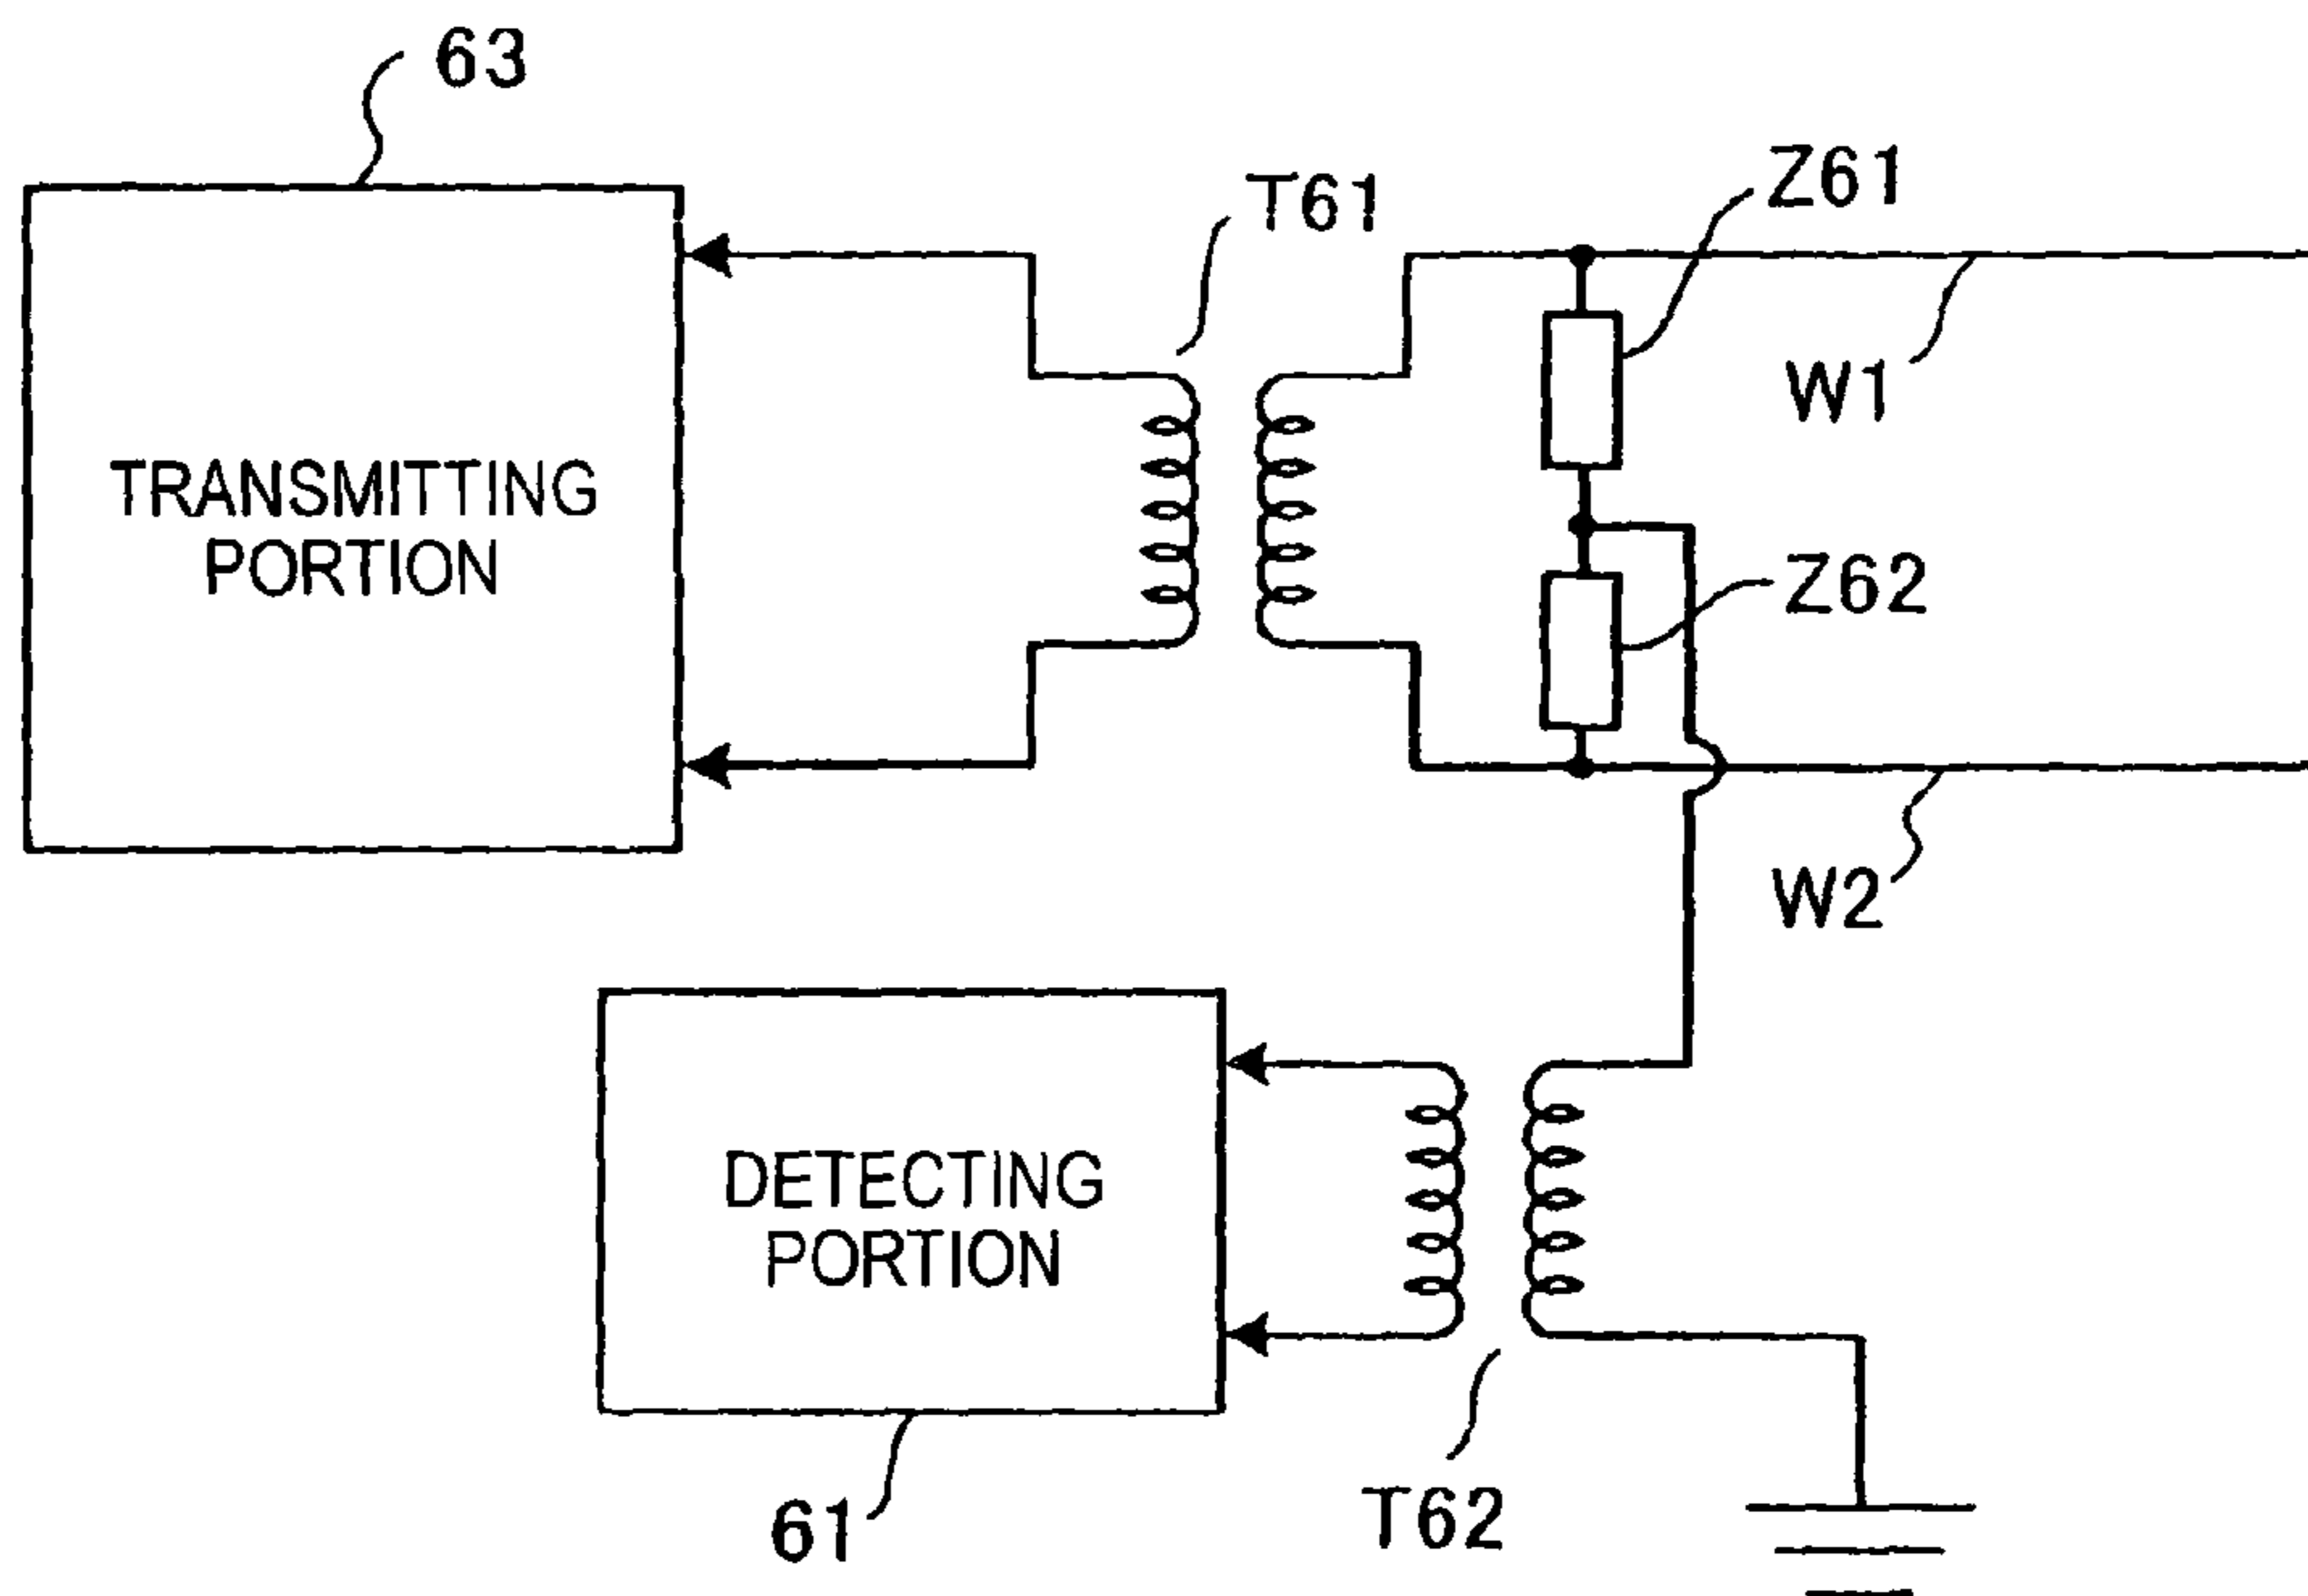 63
T61
Z61
W1
TRANSMITTING
PORTION
Z62
W2
DETECTING
PORTION
61
T62